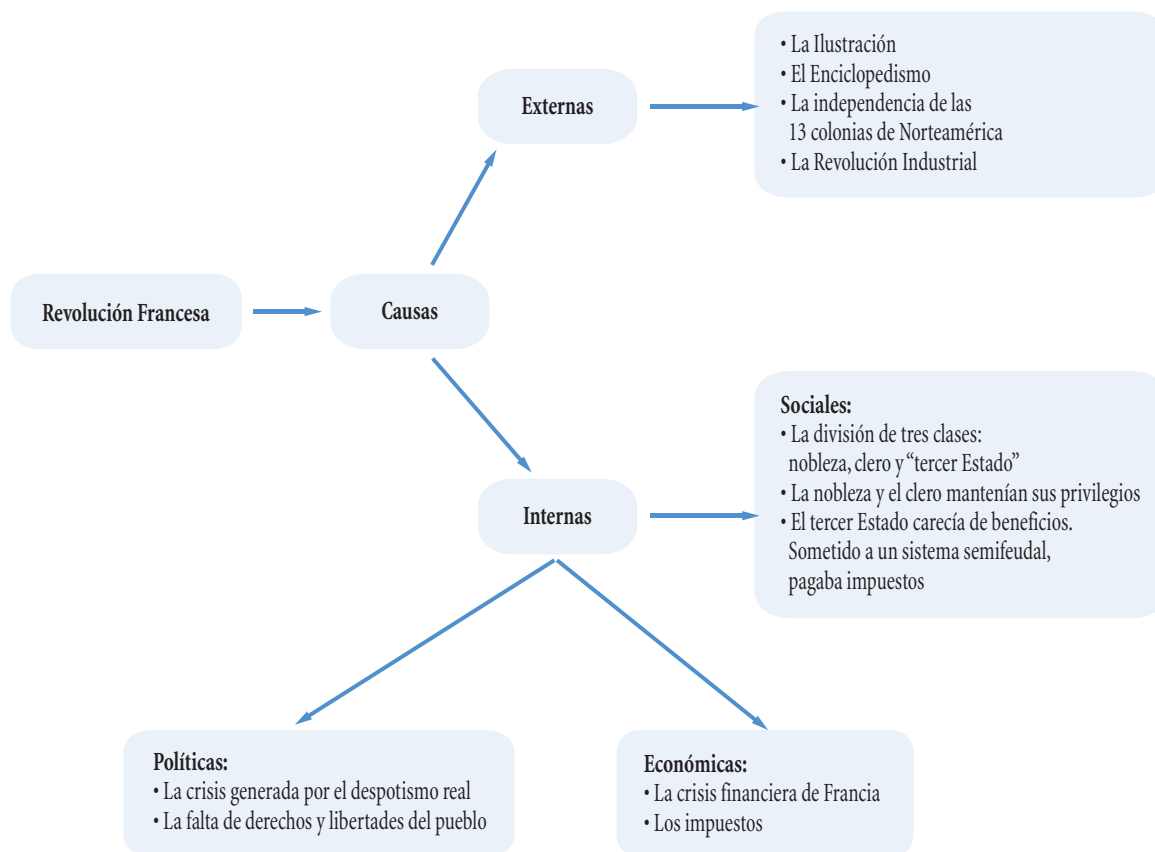 Revolución Francesa
Causas
Externas
• La Ilustración
• El Enciclopedismo
• La independencia de las
13 colonias de Norteamérica
• La Revolución Industrial
Internas
Sociales:
• La división de tres clases:
nobleza, clero y “tercer Estado”
• La nobleza y el clero mantenían sus privilegios
• El tercer Estado carecía de beneficios.
Sometido a un sistema semifeudal,
pagaba impuestos
Políticas:
• La crisis generada por el despotismo real
• La falta de derechos y libertades del pueblo
Económicas:
• La crisis financiera de Francia
• Los impuestos